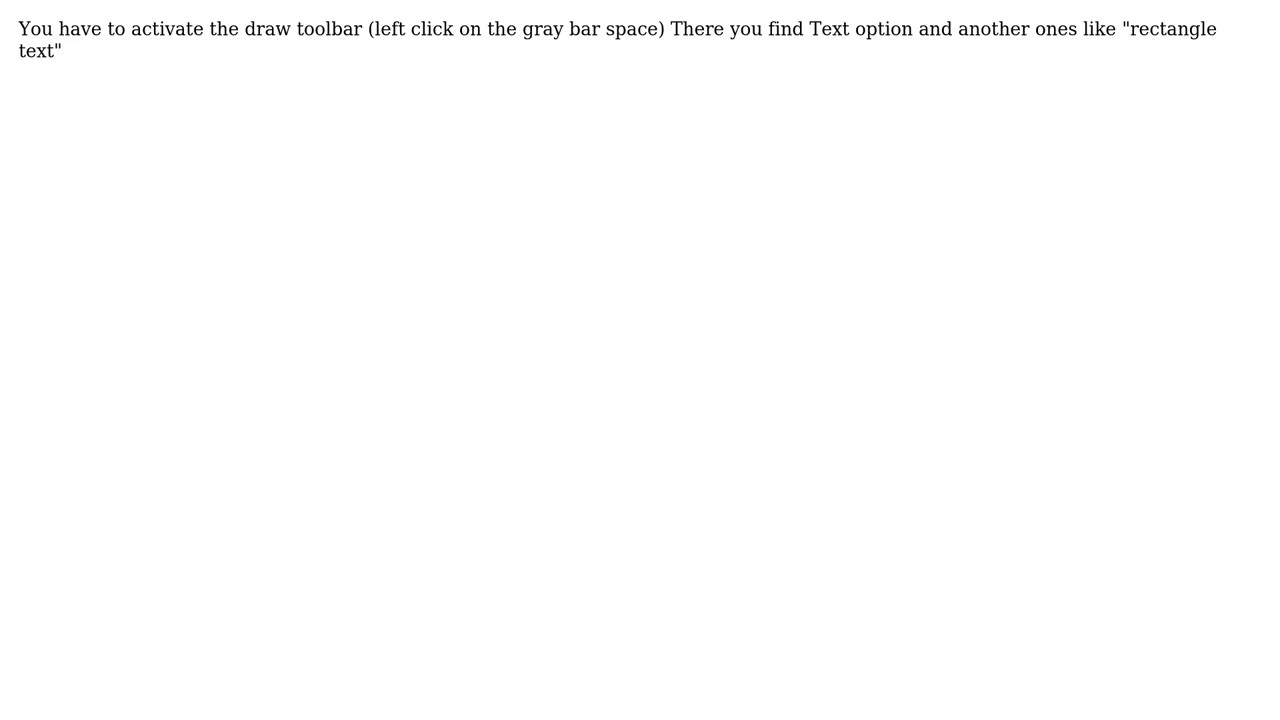 You have to activate the draw toolbar (left click on the gray bar space) There you find Text option and another ones like "rectangle
text"